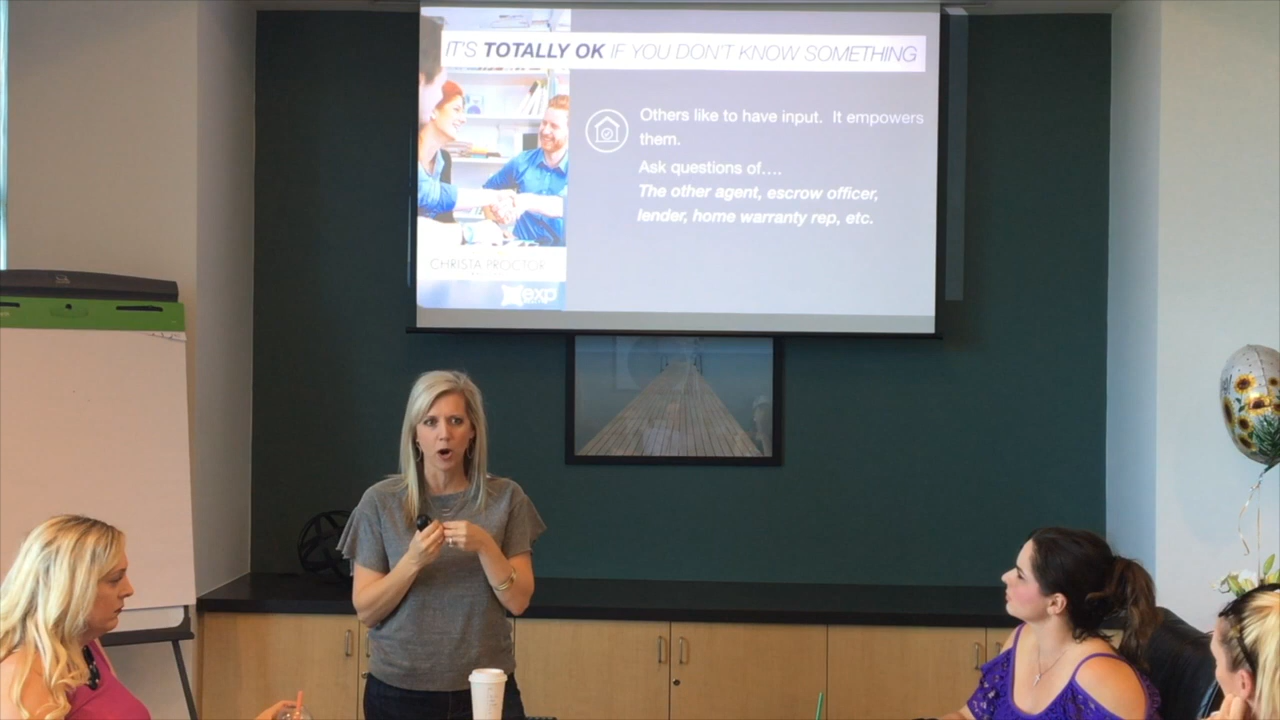 IT'S TOTALLY OK IF YOU DON'T KNOW SOMETHING
Others like to have input. It empowers
them.
Ask questions of....
The other agent, escrow officer,
lender, home warranty rep, etc.
CHRISTA PROCTOR
exp